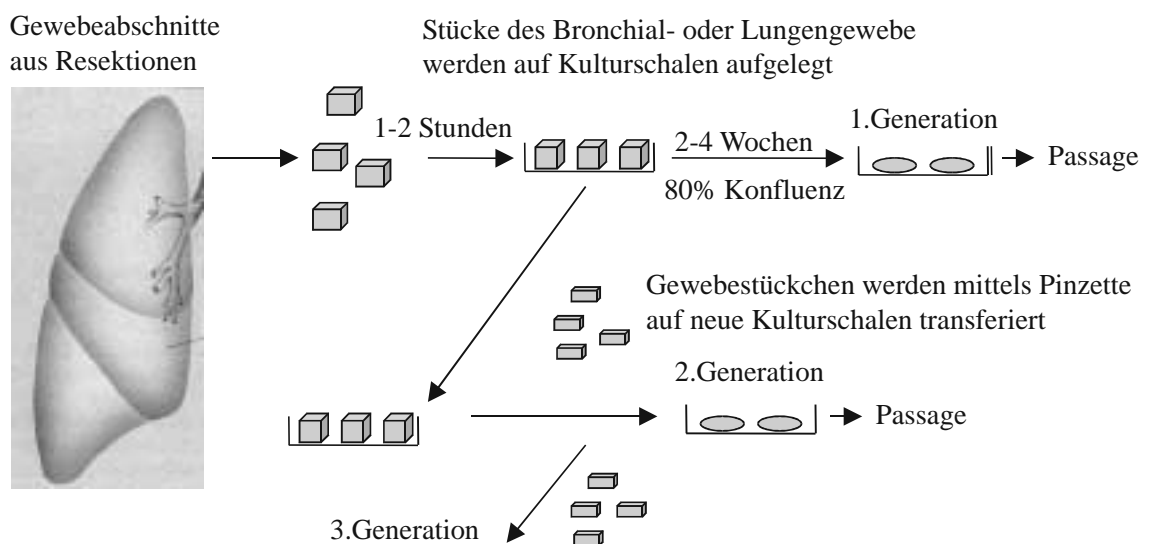 Gewebeabschnitte
aus Resektionen
Stücke des Bronchial- oder Lungengewebe
werden auf Kulturschalen aufgelegt
1-2 Stunden
2-4 Wochen
80% Konfluenz
1.Generation
Passage
Gewebestückchen werden mittels Pinzette
auf neue Kulturschalen transferiert
2.Generation
Passage
3.Generation